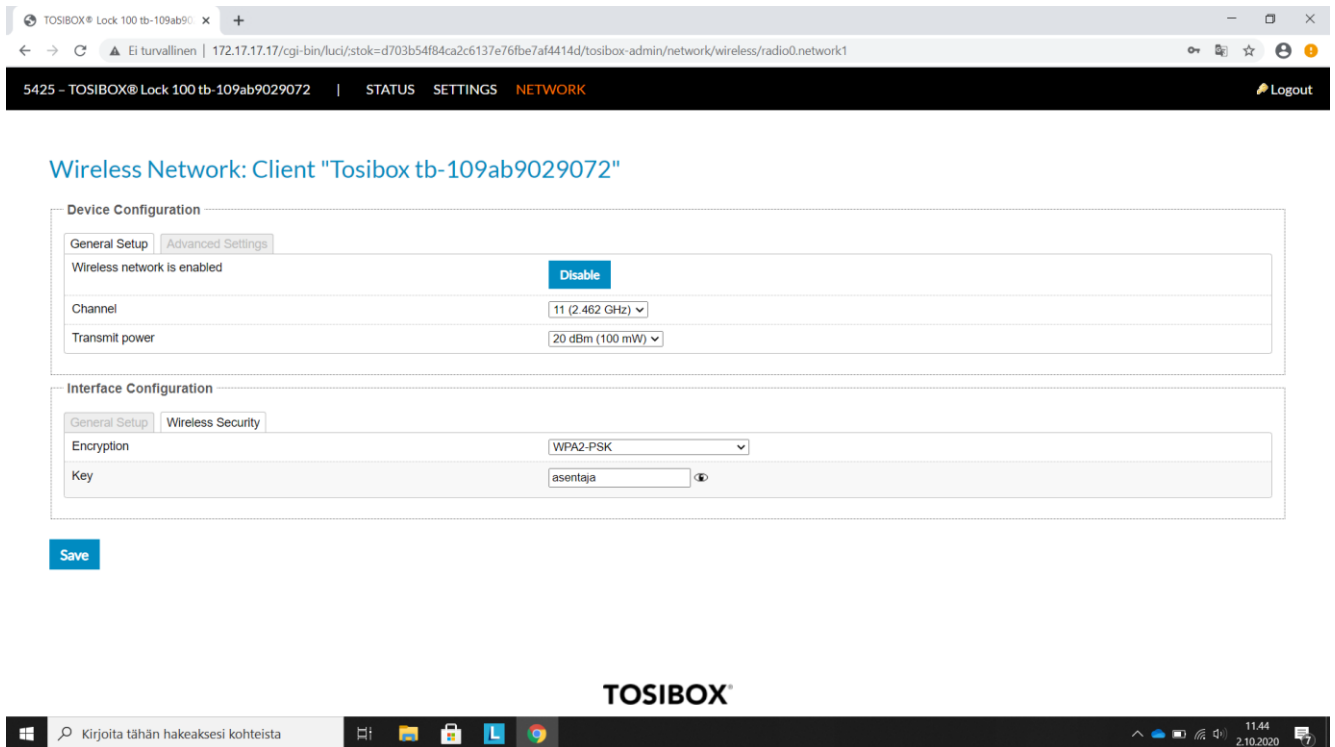 TOSIBOX® Lock 100 tb-109ab90
Ei turvallinen | 172.17.17.17/cgi-bin/luci/;stok=d703b54f84ca2c6137e76fbe7af4414d/tosibox-admin/network/wireless/radio0.network1
5425 – TOSIBOX® Lock 100 tb-109ab9029072 | STATUS SETTINGS NETWORK Logout
Wireless Network: Client "Tosibox tb-109ab9029072"
Device Configuration
General Setup Advanced Settings
Wireless network is enabled Disable
Channel 11 (2.462 GHz)
Transmit power 20 dBm (100 mW)
Interface Configuration
General Setup Wireless Security
Encryption WPA2-PSK
Key asentaja
Save
TOSIBOX®
Kirjoita tähän hakeaksesi kohteista
11.44
2.10.2020
7